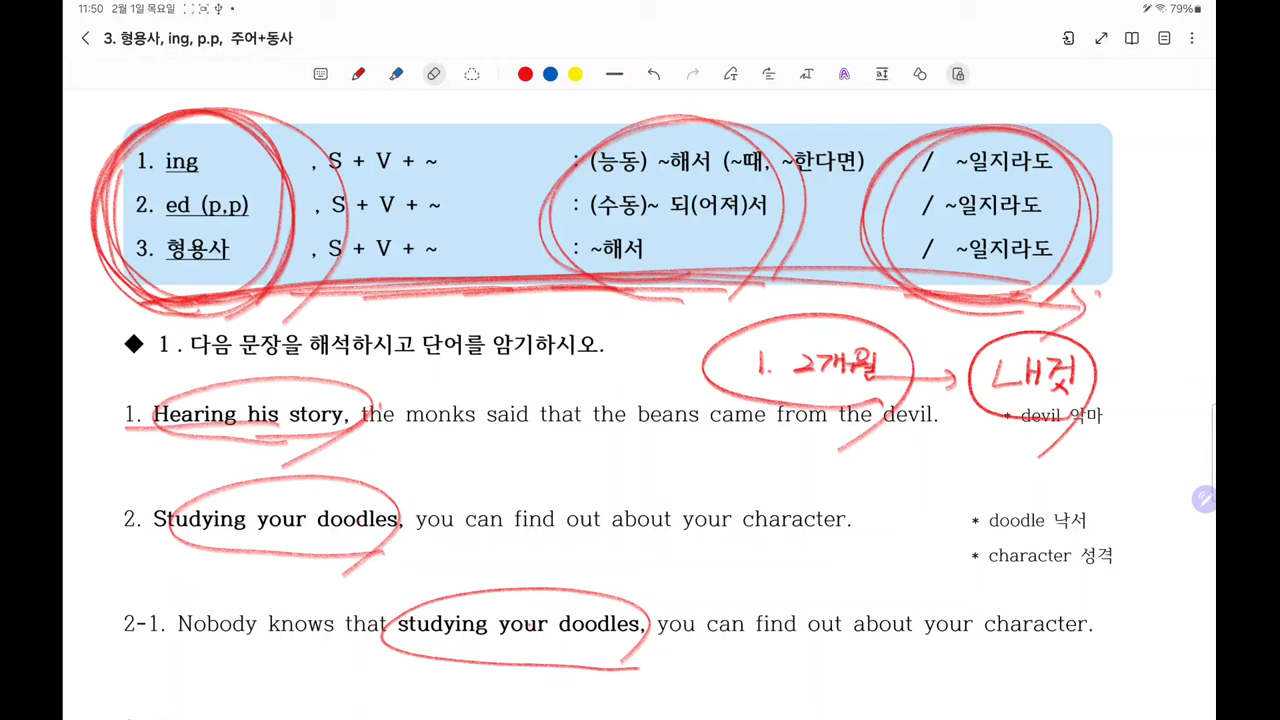 11:50 2월 1일 목요일 79%
3. 형용사, ing, p.p, 주어+동사
1. ing , S + V + ~ : (능동) ~해서 (~때, ~한다면) / ~일지라도
2. ed (p,p) , S + V + ~ : (수동)~ 되(어져)서 / ~일지라도
3. 형용사 , S + V + ~ : ~해서 / ~일지라도
◆ 1 . 다음 문장을 해석하시고 단어를 암기하시오.
1. 2개월 → 내것
1. Hearing his story, the monks said that the beans came from the devil. * devil 악마
2. Studying your doodles, you can find out about your character. * doodle 낙서
* character 성격
2-1. Nobody knows that studying your doodles, you can find out about your character.